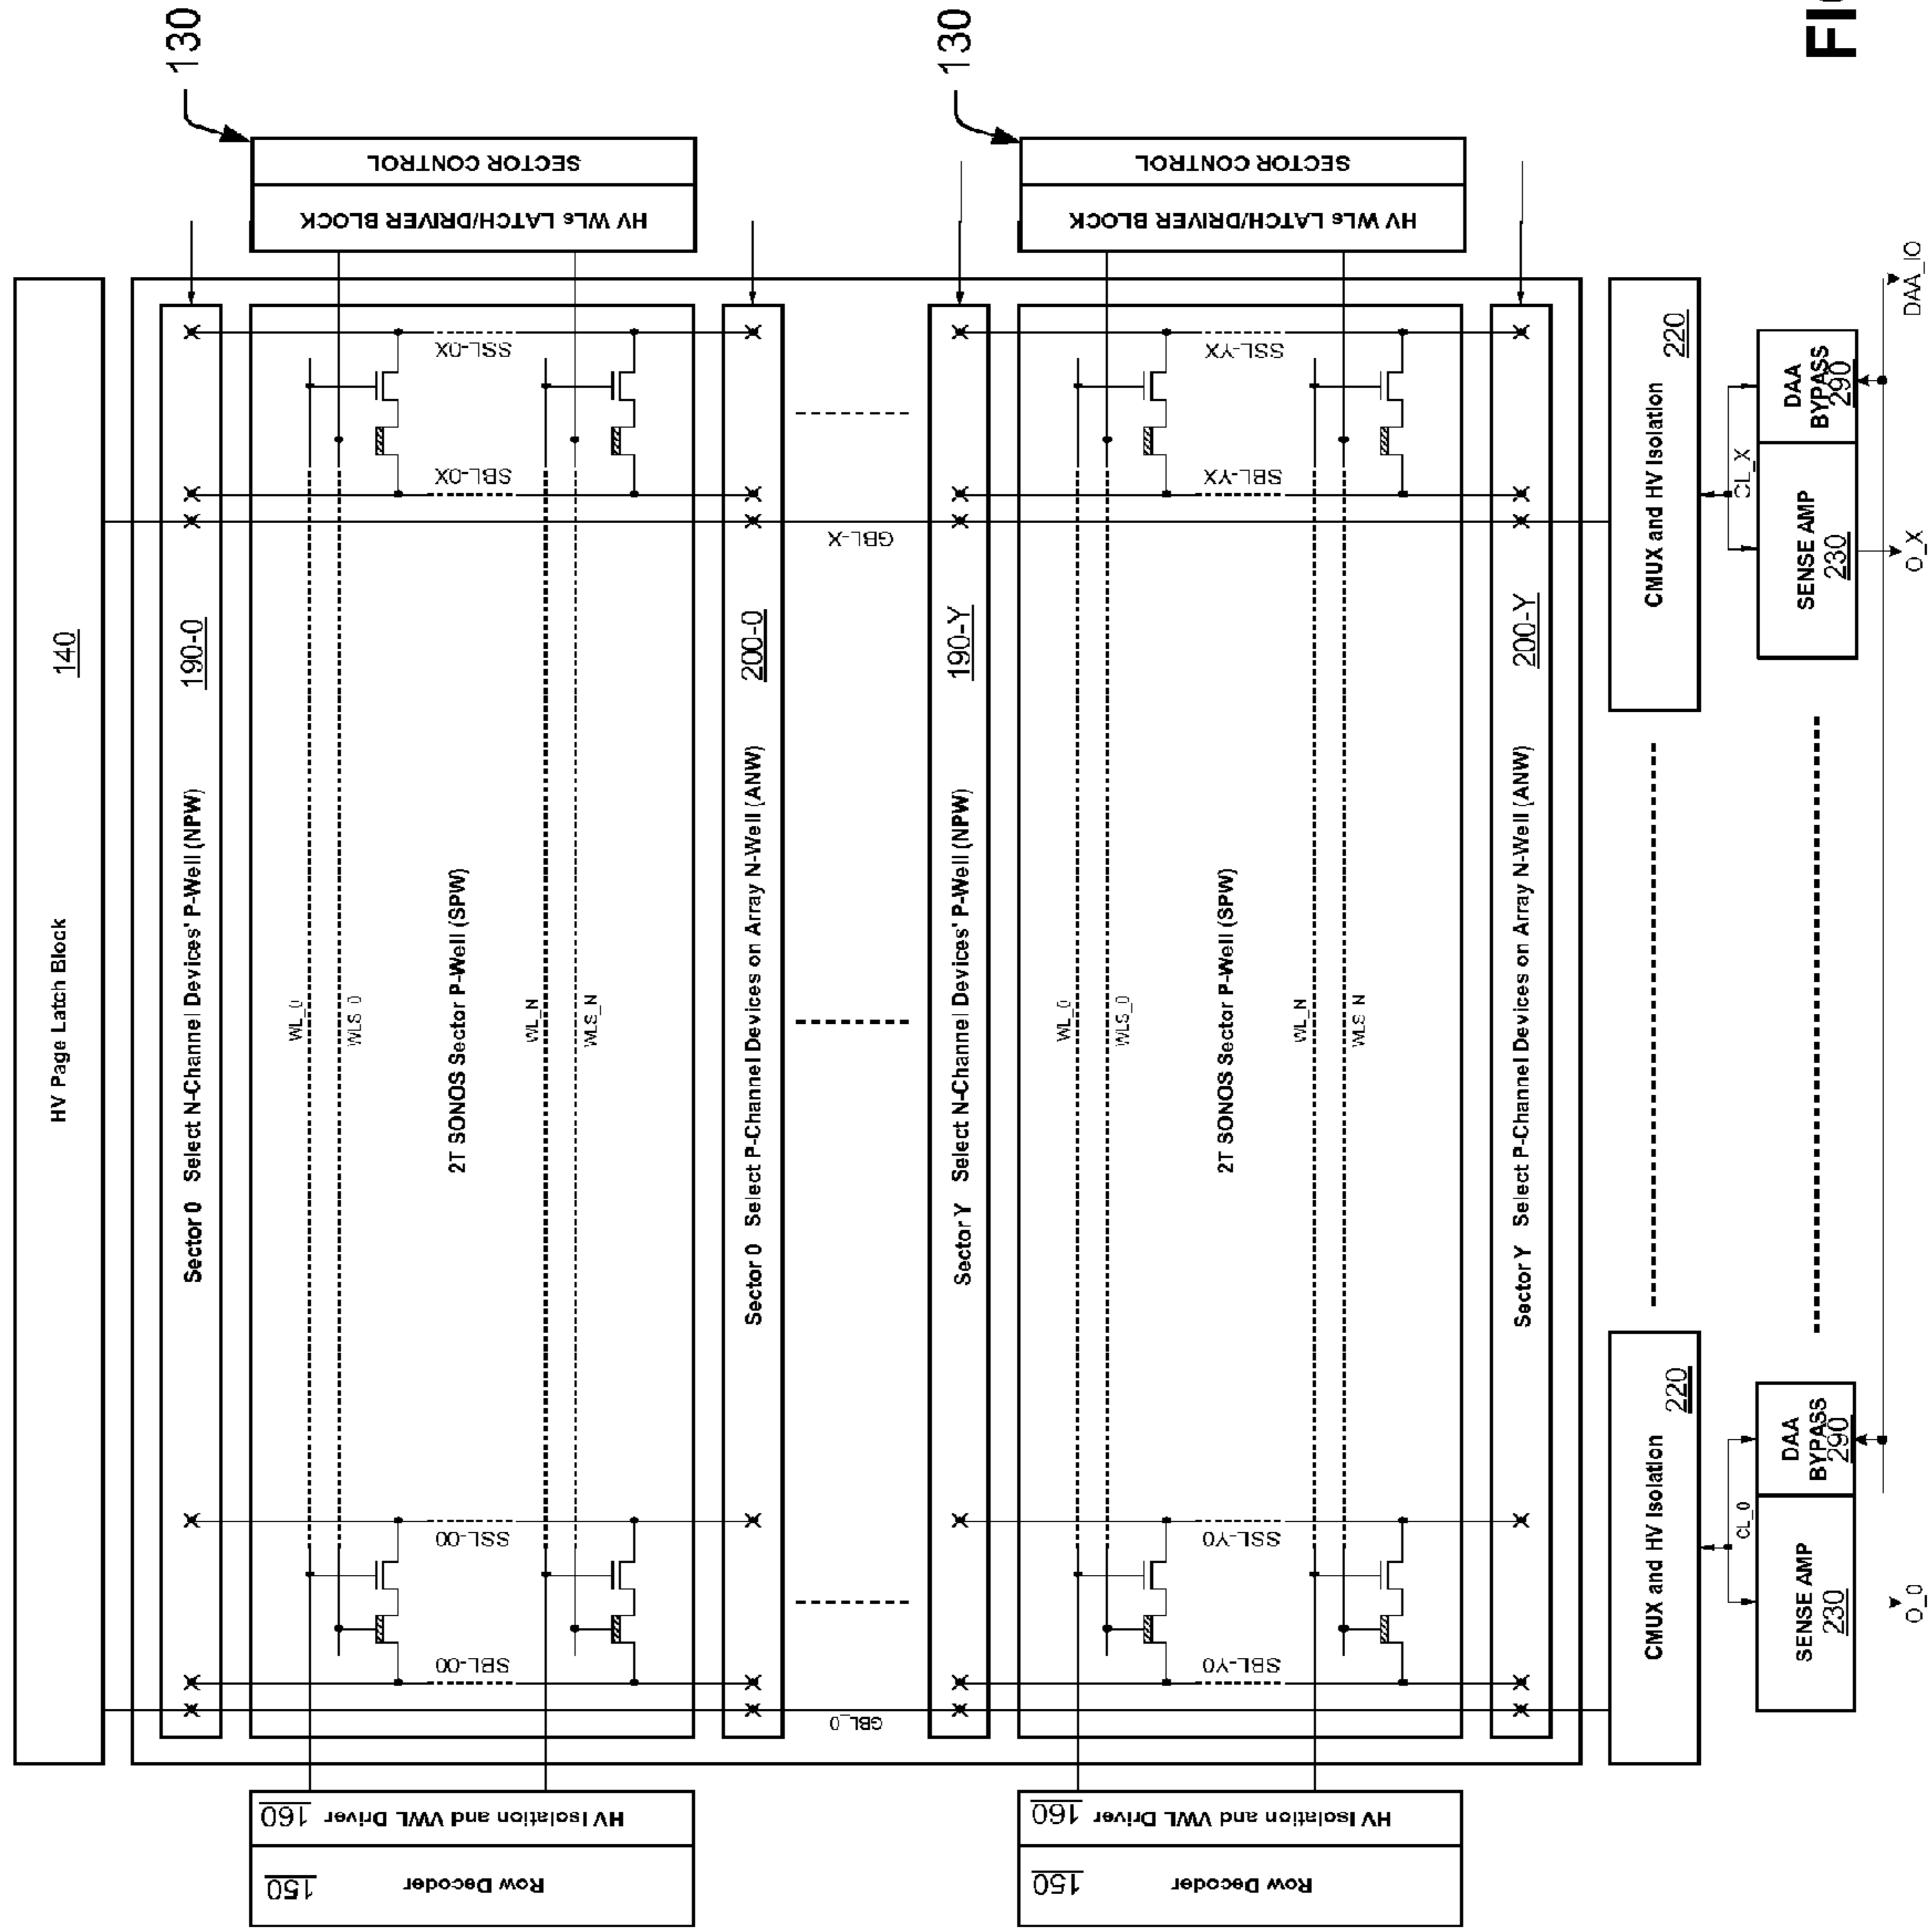 HV Page Latch Block
140
Sector 0 Select N-Channel Devices' P-Well (NPW)
190-0
130
SECTOR CONTROL
HV WLs LATCH/DRIVER BLOCK
Row Decoder
150
HV Isolation and VWL Driver
160
WL_0
WLS_0
2T SONOS Sector P-Well (SPW)
WL_N
WLS_N
SBL-00
SSL-00
SBL-0X
SSL-0X
Sector 0 Select P-Channel Devices on Array N-Well (ANW)
200-0
GBL_0
GBL-X
Sector Y Select N-Channel Devices' P-Well (NPW)
190-Y
130
SECTOR CONTROL
HV WLs LATCH/DRIVER BLOCK
Row Decoder
150
HV Isolation and VWL Driver
160
WL_0
WLS_0
2T SONOS Sector P-Well (SPW)
WL_N
WLS_N
SBL-Y0
SSL-Y0
SBL-YX
SSL-YX
Sector Y Select P-Channel Devices on Array N-Well (ANW)
200-Y
CMUX and HV Isolation
220
CMUX and HV Isolation
220
CL_0
CL_X
SENSE AMP
230
DAA
BYPASS
290
SENSE AMP
230
DAA
BYPASS
290
O_0
O_X
DAA_IO